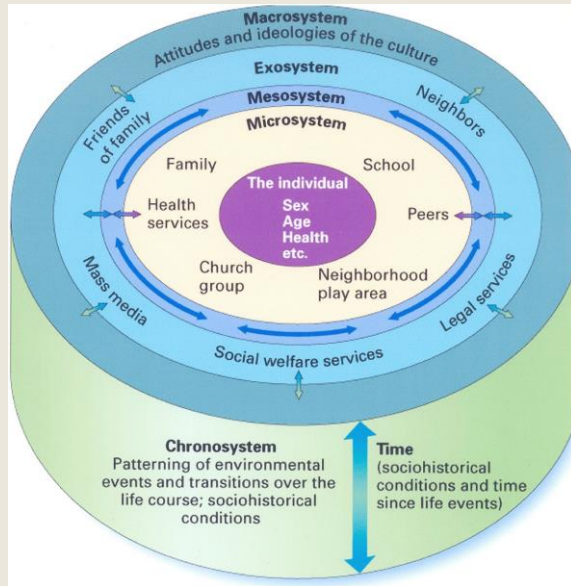 Macrosystem
Attitudes and ideologies of the culture
Exosystem
Mesosystem
Microsystem
Friends
of family
Neighbors
Family
School
The individual
Sex
Age
Health
etc.
Health
services
Peers
Church
group
Neighborhood
play area
Mass media
Legal services
Social welfare services
Chronosystem
Patterning of environmental
events and transitions over the
life course; sociohistorical
conditions
Time
(sociohistorical
conditions and time
since life events)